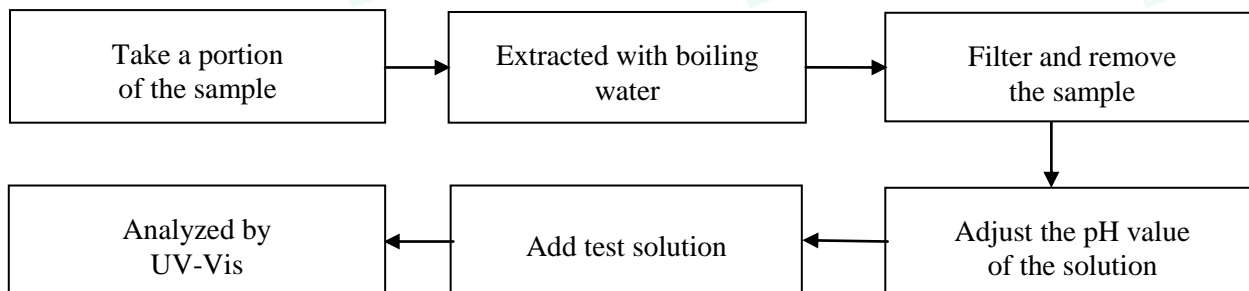 Take a portion
of the sample
Extracted with boiling
water
Filter and remove
the sample
Adjust the pH value
of the solution
Add test solution
Analyzed by
UV-Vis